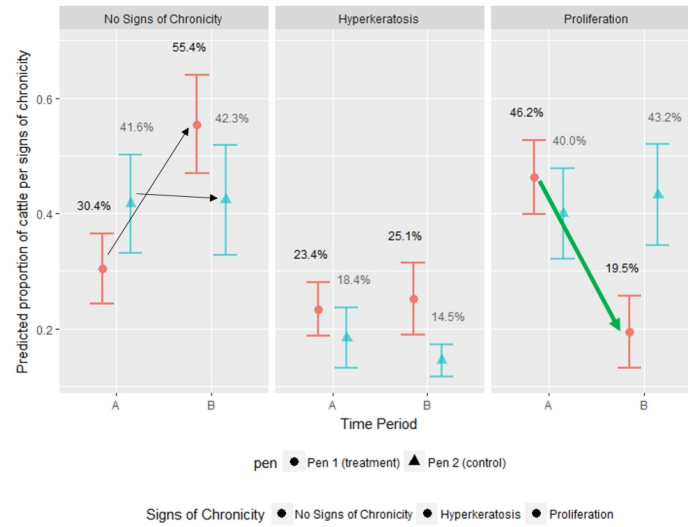 No Signs of Chronicity Hyperkeratosis Proliferation
55.4%
41.6% 42.3%
30.4%
23.4% 25.1%
18.4% 14.5%
46.2% 43.2%
40.0%
19.5%
0.6
0.4
0.2
Predicted proportion of cattle per signs of chronicity
A B A B A B
Time Period
pen Pen 1 (treatment) Pen 2 (control)
Signs of Chronicity No Signs of Chronicity Hyperkeratosis Proliferation